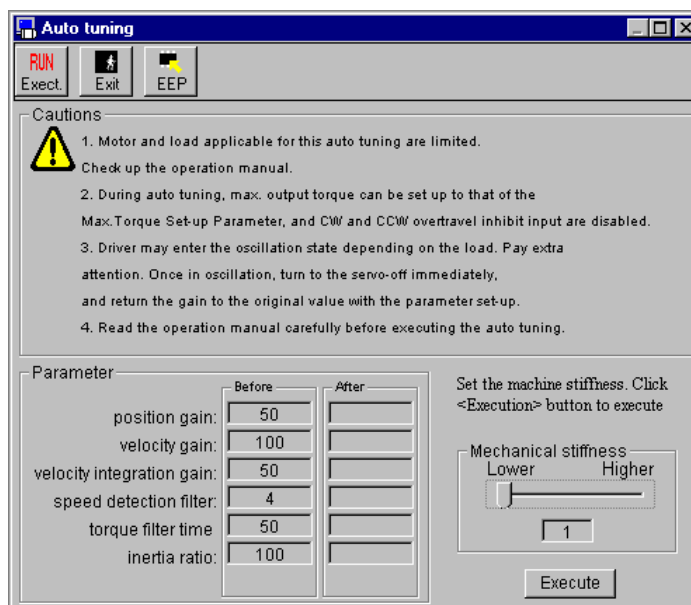 Auto tuning
RUN
Exect.
Exit
EEP
Cautions
1. Motor and load applicable for this auto tuning are limited.
Check up the operation manual.
2. During auto tuning, max. output torque can be set up to that of the
Max.Torque Set-up Parameter, and CW and CCW overtravel inhibit input are disabled.
3. Driver may enter the oscillation state depending on the load. Pay extra
attention. Once in oscillation, turn to the servo-off immediately,
and return the gain to the original value with the parameter set-up.
4. Read the operation manual carefully before executing the auto tuning.
Parameter
Before After
position gain: 50
velocity gain: 100
velocity integration gain: 50
speed detection filter: 4
torque filter time 50
inertia ratio: 100
Set the machine stiffness. Click
<Execution> button to execute
Mechanical stiffness
Lower Higher
1
Execute